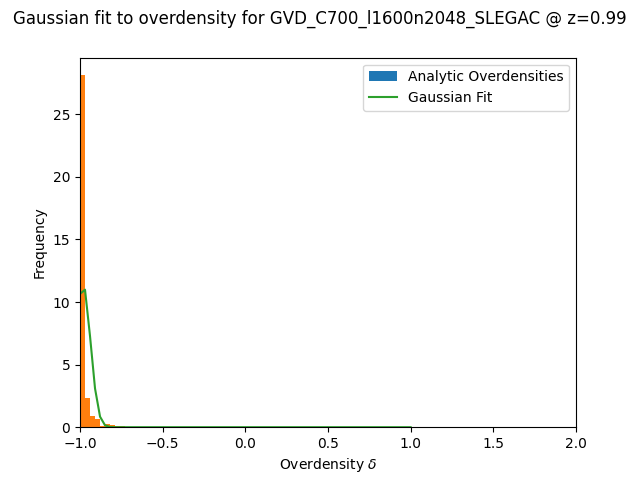 Gaussian fit to overdensity for GVD_C700_l1600n2048_SLEGAC @ z=0.99
Analytic Overdensities
Gaussian Fit
Frequency
25
20
15
10
5
0
−1.0 −0.5 0.0 0.5 1.0 1.5 2.0
Overdensity δ